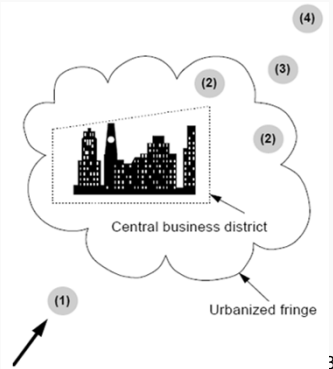 (4)
(3)
(2)
(2)
Central business district
(1)
Urbanized fringe